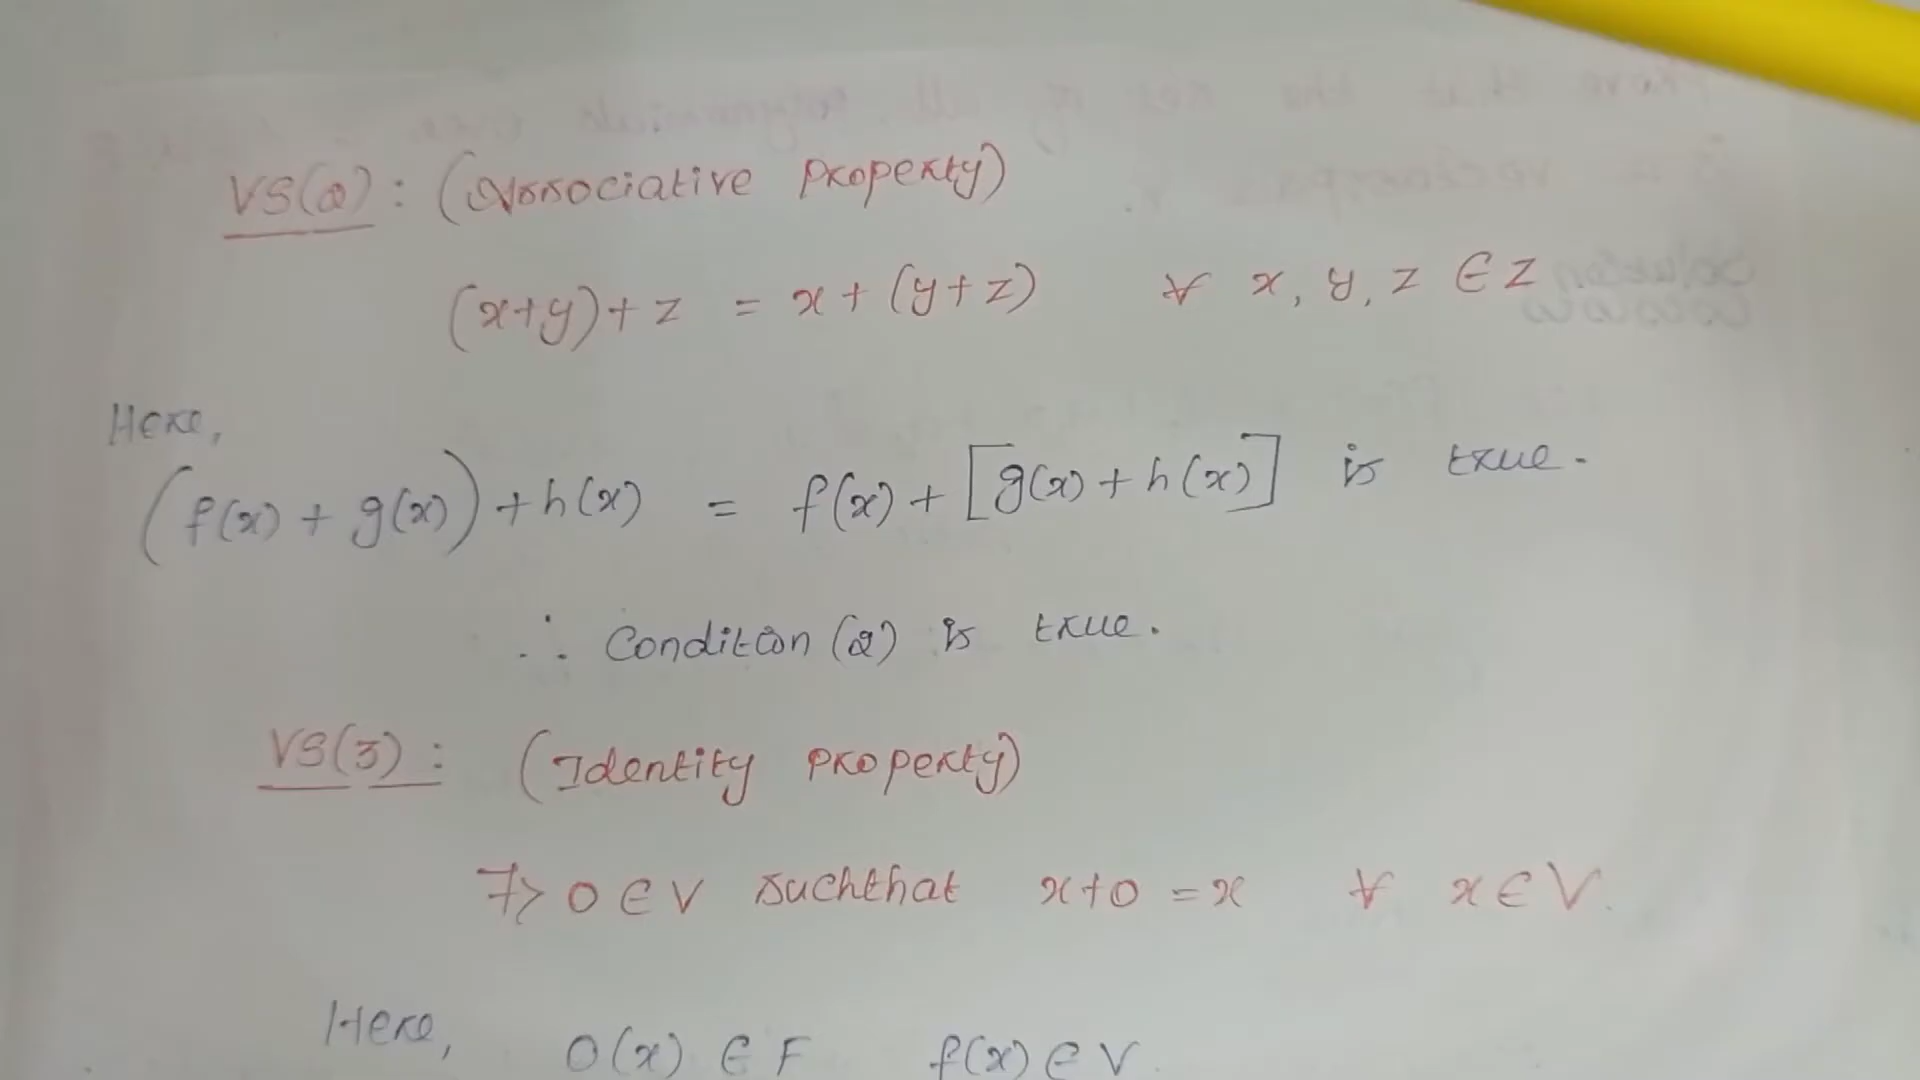 VS(2): (Associative Property)
(x+y)+z = x+(y+z) ∀ x, y, z ∈ z
Here,
(f(x) + g(x)) + h(x) = f(x) + [g(x) + h(x)] is true.
∴ Condition (2) is true.
VS(3): (Identity property)
∃ 0 ∈ V suchthat x+0 = x ∀ x ∈ V.
Here, 0(x) ∈ F f(x) ∈ V.